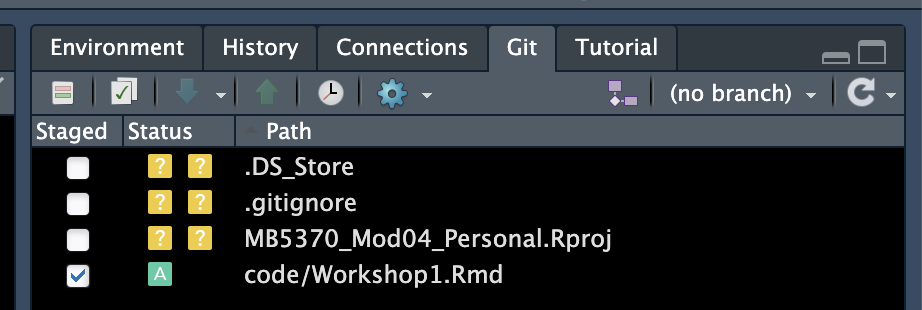 Environment History Connections Git Tutorial
(no branch)
Staged Status Path
? ? .DS_Store
? ? .gitignore
? ? MB5370_Mod04_Personal.Rproj
A code/Workshop1.Rmd